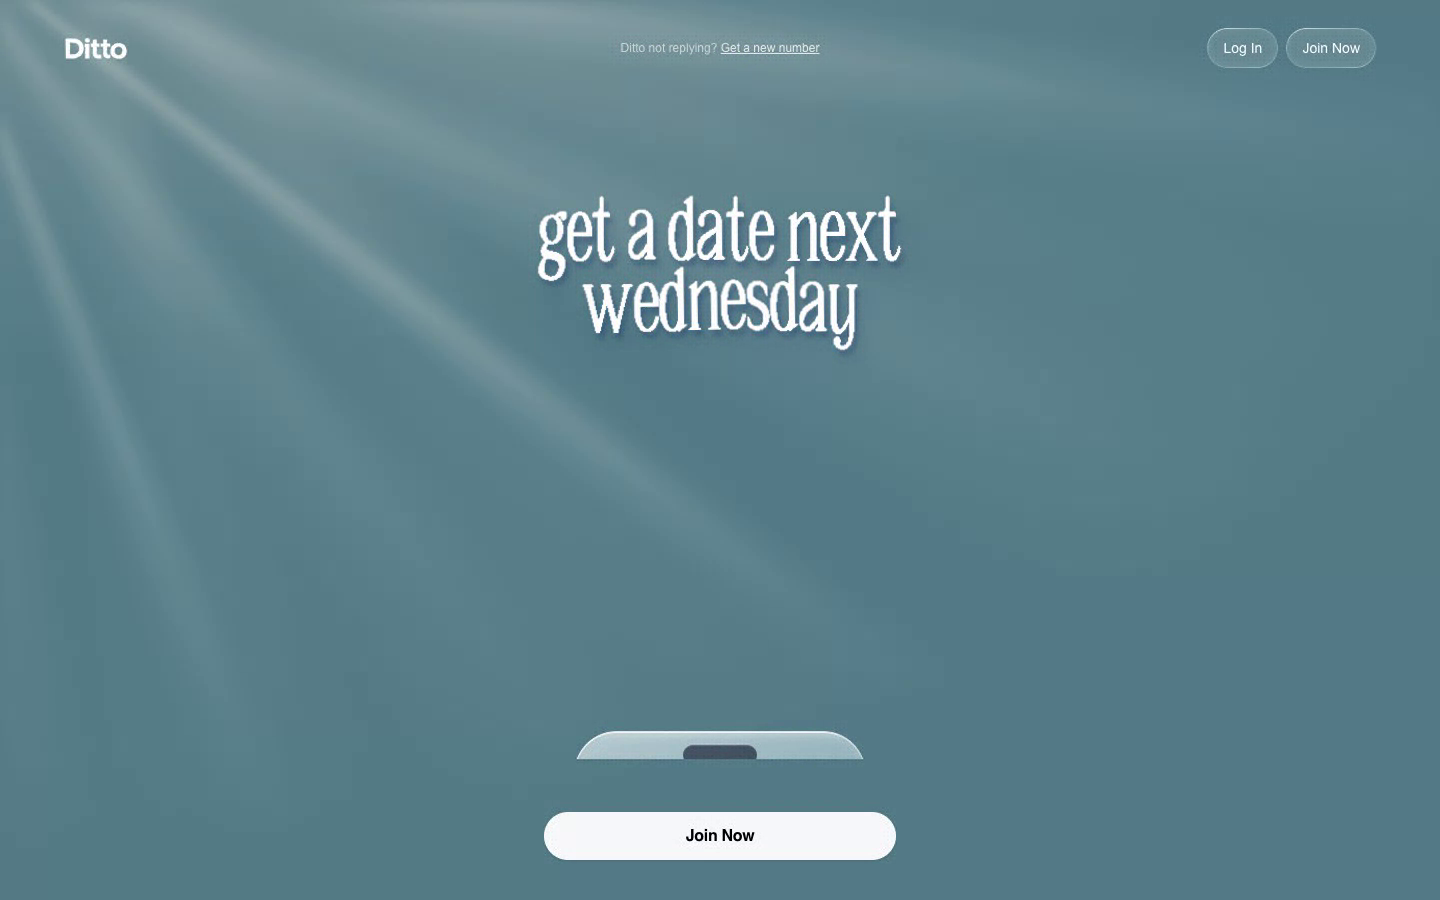 Ditto
Ditto not replying? Get a new number
Log In
Join Now
get a date next
wednesday
Join Now